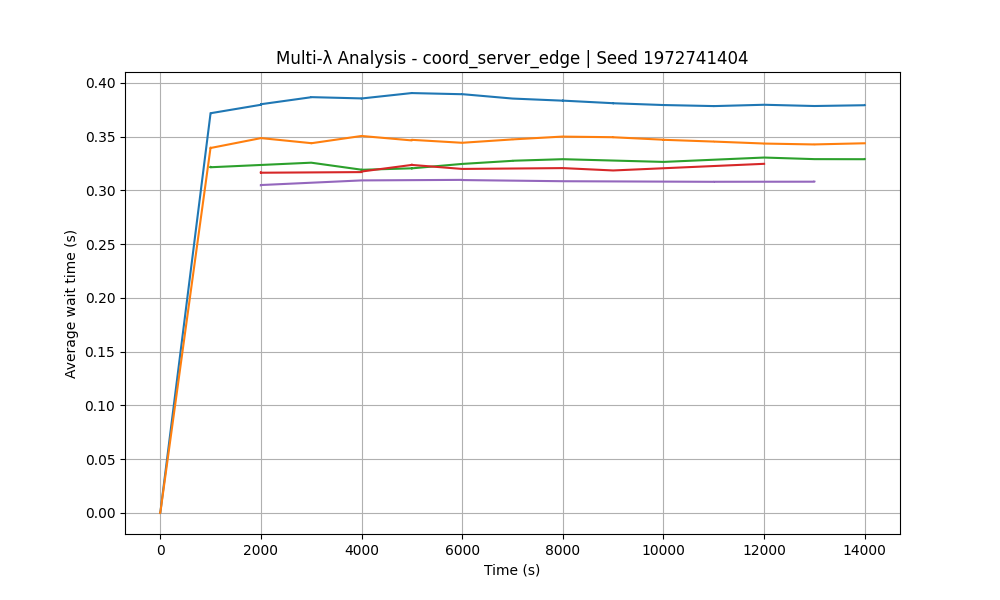 Multi-λ Analysis - coord_server_edge | Seed 1972741404
Average wait time (s)
0.40
0.35
0.30
0.25
0.20
0.15
0.10
0.05
0.00
0 2000 4000 6000 8000 10000 12000 14000
Time (s)